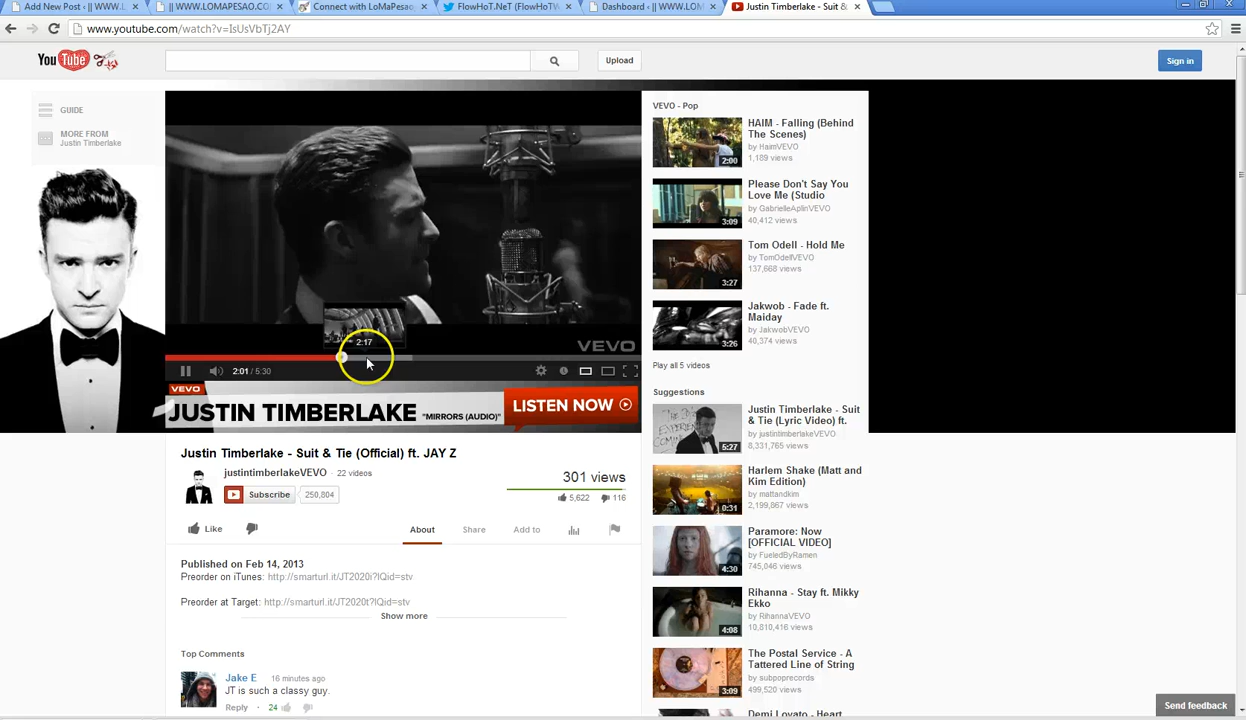 Add New Post ‹ || WWW.L
|| WWW.LOMAPESAO.COM
Connect with LoMaPesao
FlowHoT.NeT (FlowHoTW
Dashboard ‹ || WWW.LOM
Justin Timberlake - Suit &
www.youtube.com/watch?v=IsUsVbTj2AY
YouTube
Upload
Sign in
GUIDE
MORE FROM
Justin Timberlake
2:17
VEVO
2:01 / 5:30
VEVO
JUSTIN TIMBERLAKE "MIRRORS (AUDIO)" LISTEN NOW
Justin Timberlake - Suit & Tie (Official) ft. JAY Z
justintimberlakeVEVO · 22 videos
Subscribe 250,804
301 views
5,622 116
Like
About Share Add to
Published on Feb 14, 2013
Preorder on iTunes: http://smarturl.it/JT2020i?IQid=stv
Preorder at Target: http://smarturl.it/JT2020t?IQid=stv
Show more
Top Comments
Jake E 16 minutes ago
JT is such a classy guy.
Reply · 24
VEVO - Pop
HAIM - Falling (Behind
The Scenes)
by HaimVEVO
1,189 views
2:00
Please Don't Say You
Love Me (Studio
by GabrielleAplinVEVO
40,412 views
3:09
Tom Odell - Hold Me
by TomOdellVEVO
137,668 views
3:27
Jakwob - Fade ft.
Maiday
by JakwobVEVO
40,374 views
3:26
Play all 5 videos
Suggestions
Justin Timberlake - Suit
& Tie (Lyric Video) ft.
by justintimberlakeVEVO
8,331,765 views
5:27
Harlem Shake (Matt and
Kim Edition)
by mattandkim
2,199,867 views
0:31
Paramore: Now
[OFFICIAL VIDEO]
by FueledByRamen
745,046 views
4:30
Rihanna - Stay ft. Mikky
Ekko
by RihannaVEVO
10,810,416 views
4:08
The Postal Service - A
Tattered Line of String
by subpoprecords
499,520 views
3:09
Demi Lovato - Heart
Send feedback